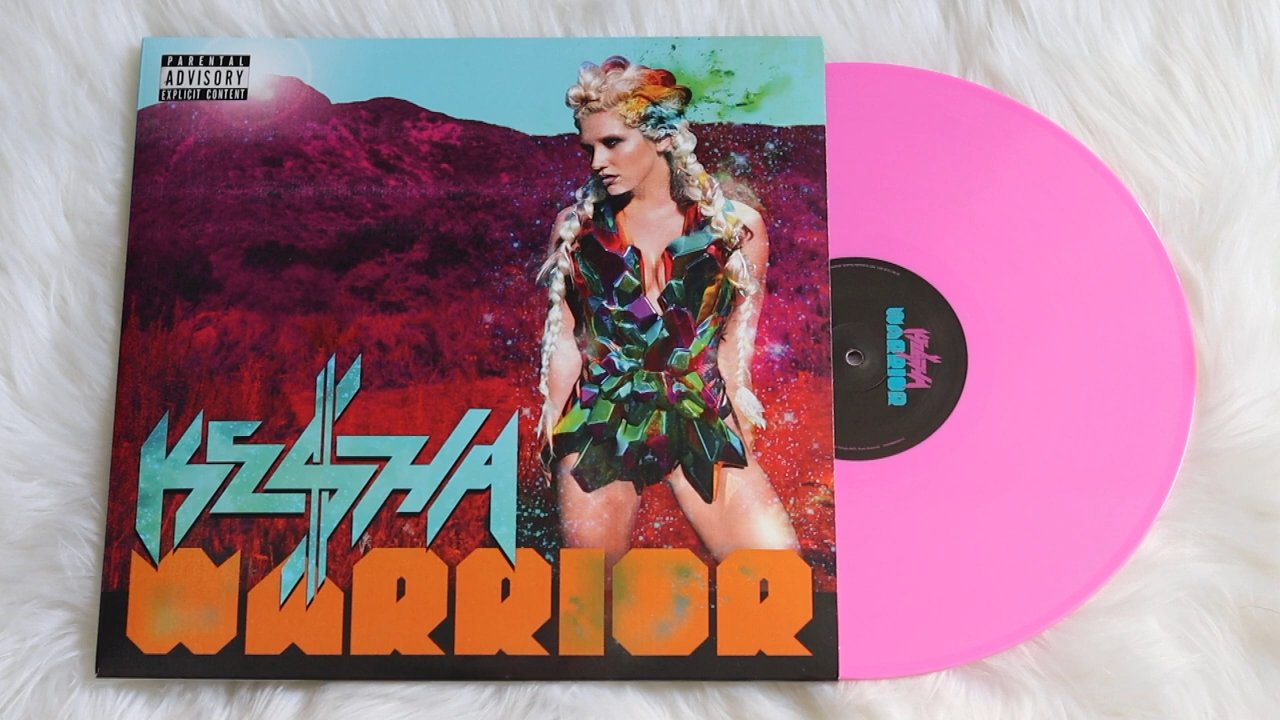 PARENTAL
ADVISORY
EXPLICIT CONTENT
KE$HA
WARRIOR
KE$HA
WARRIOR